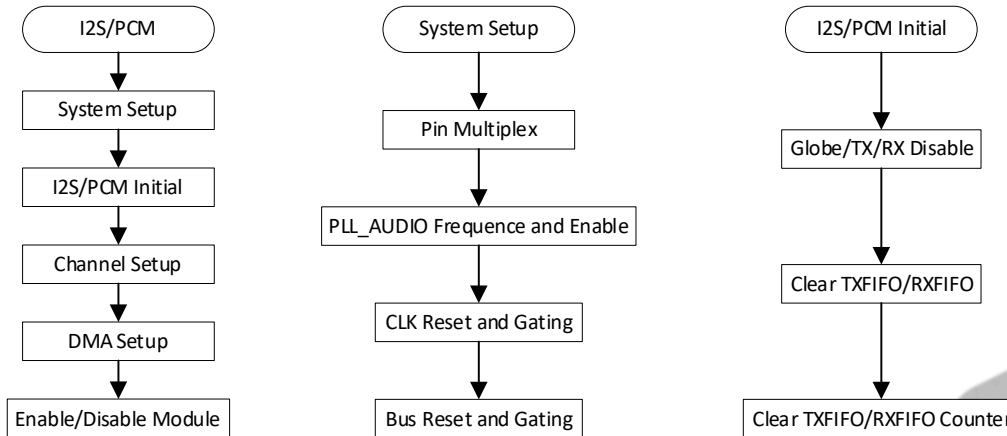 I2S/PCM
System Setup
I2S/PCM Initial
Channel Setup
DMA Setup
Enable/Disable Module
System Setup
Pin Multiplex
PLL_AUDIO Frequence and Enable
CLK Reset and Gating
Bus Reset and Gating
I2S/PCM Initial
Globe/TX/RX Disable
Clear TXFIFO/RXFIFO
Clear TXFIFO/RXFIFO Counter